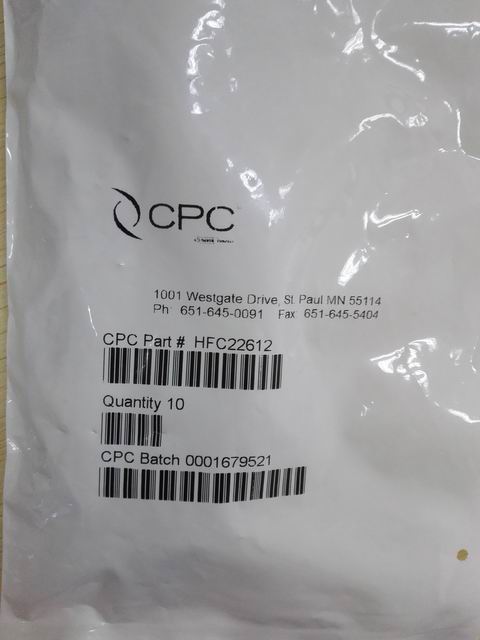 CPC
1001 Westgate Drive, St. Paul MN 55114
Ph: 651-645-0091 Fax: 651-645-5404
CPC Part # HFC22612
Quantity 10
CPC Batch 0001679521